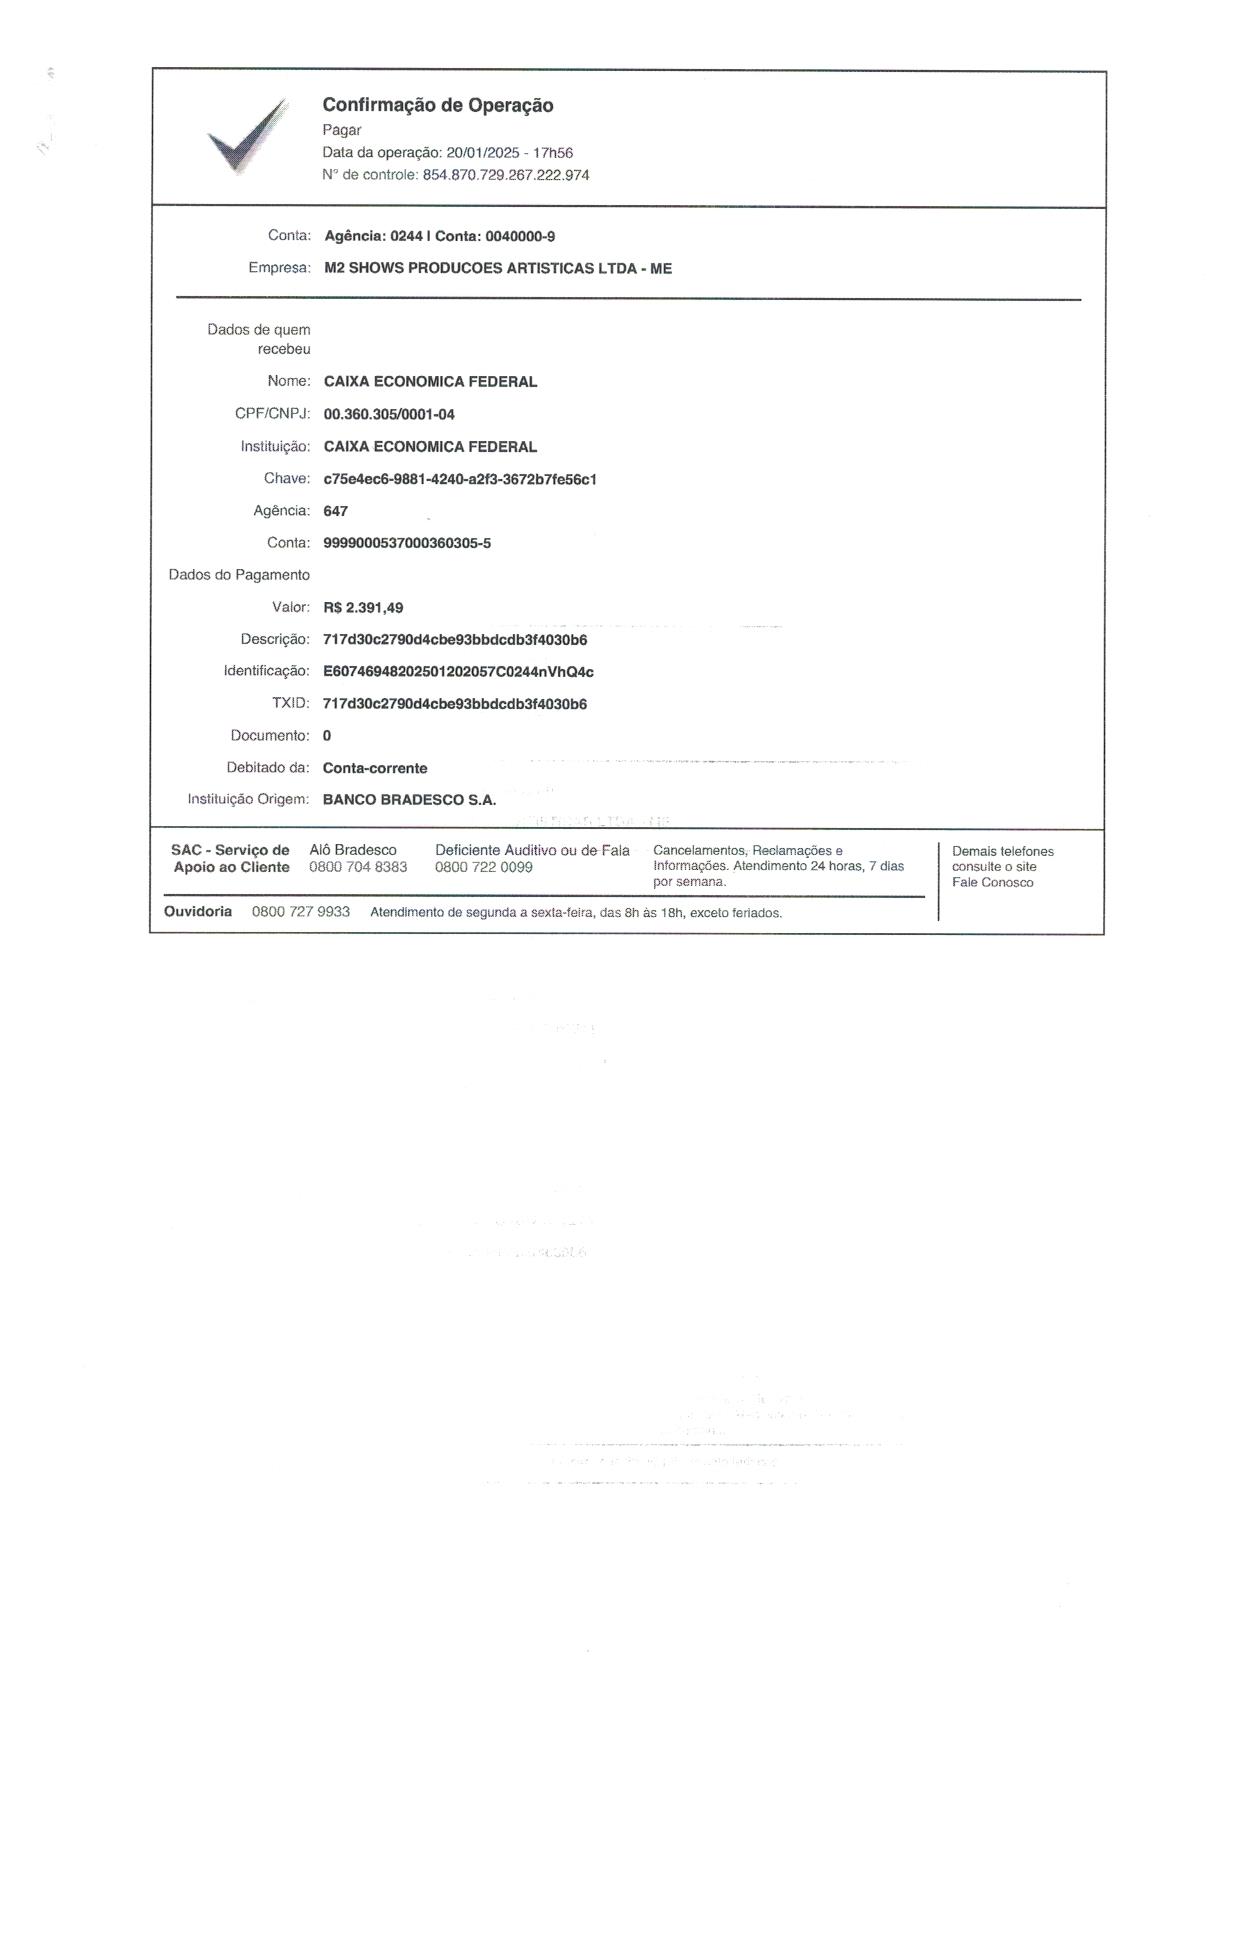 Confirmação de Operação
Pagar
Data da operação: 20/01/2025 - 17h56
N° de controle: 854.870.729.267.222.974
Conta: Agência: 0244 I Conta: 0040000-9
Empresa: M2 SHOWS PRODUCOES ARTISTICAS LTDA - ME
Dados de quem
recebeu
Nome: CAIXA ECONOMICA FEDERAL
CPF/CNPJ: 00.360.305/0001-04
Instituição: CAIXA ECONOMICA FEDERAL
Chave: c75e4ec6-9881-4240-a2f3-3672b7fe56c1
Agência: 647
Conta: 9999000537000360305-5
Dados do Pagamento
Valor: R$ 2.391,49
Descrição: 717d30c2790d4cbe93bbdcdb3f4030b6
Identificação: E60746948202501202057C0244nVhQ4c
TXID: 717d30c2790d4cbe93bbdcdb3f4030b6
Documento: 0
Debitado da: Conta-corrente
Instituição Origem: BANCO BRADESCO S.A.
SAC - Serviço de
Apoio ao Cliente
Alô Bradesco
0800 704 8383
Deficiente Auditivo ou de Fala
0800 722 0099
Cancelamentos, Reclamações e
Informações. Atendimento 24 horas, 7 dias
por semana.
Demais telefones
consulte o site
Fale Conosco
Ouvidoria 0800 727 9933 Atendimento de segunda a sexta-feira, das 8h às 18h, exceto feriados.